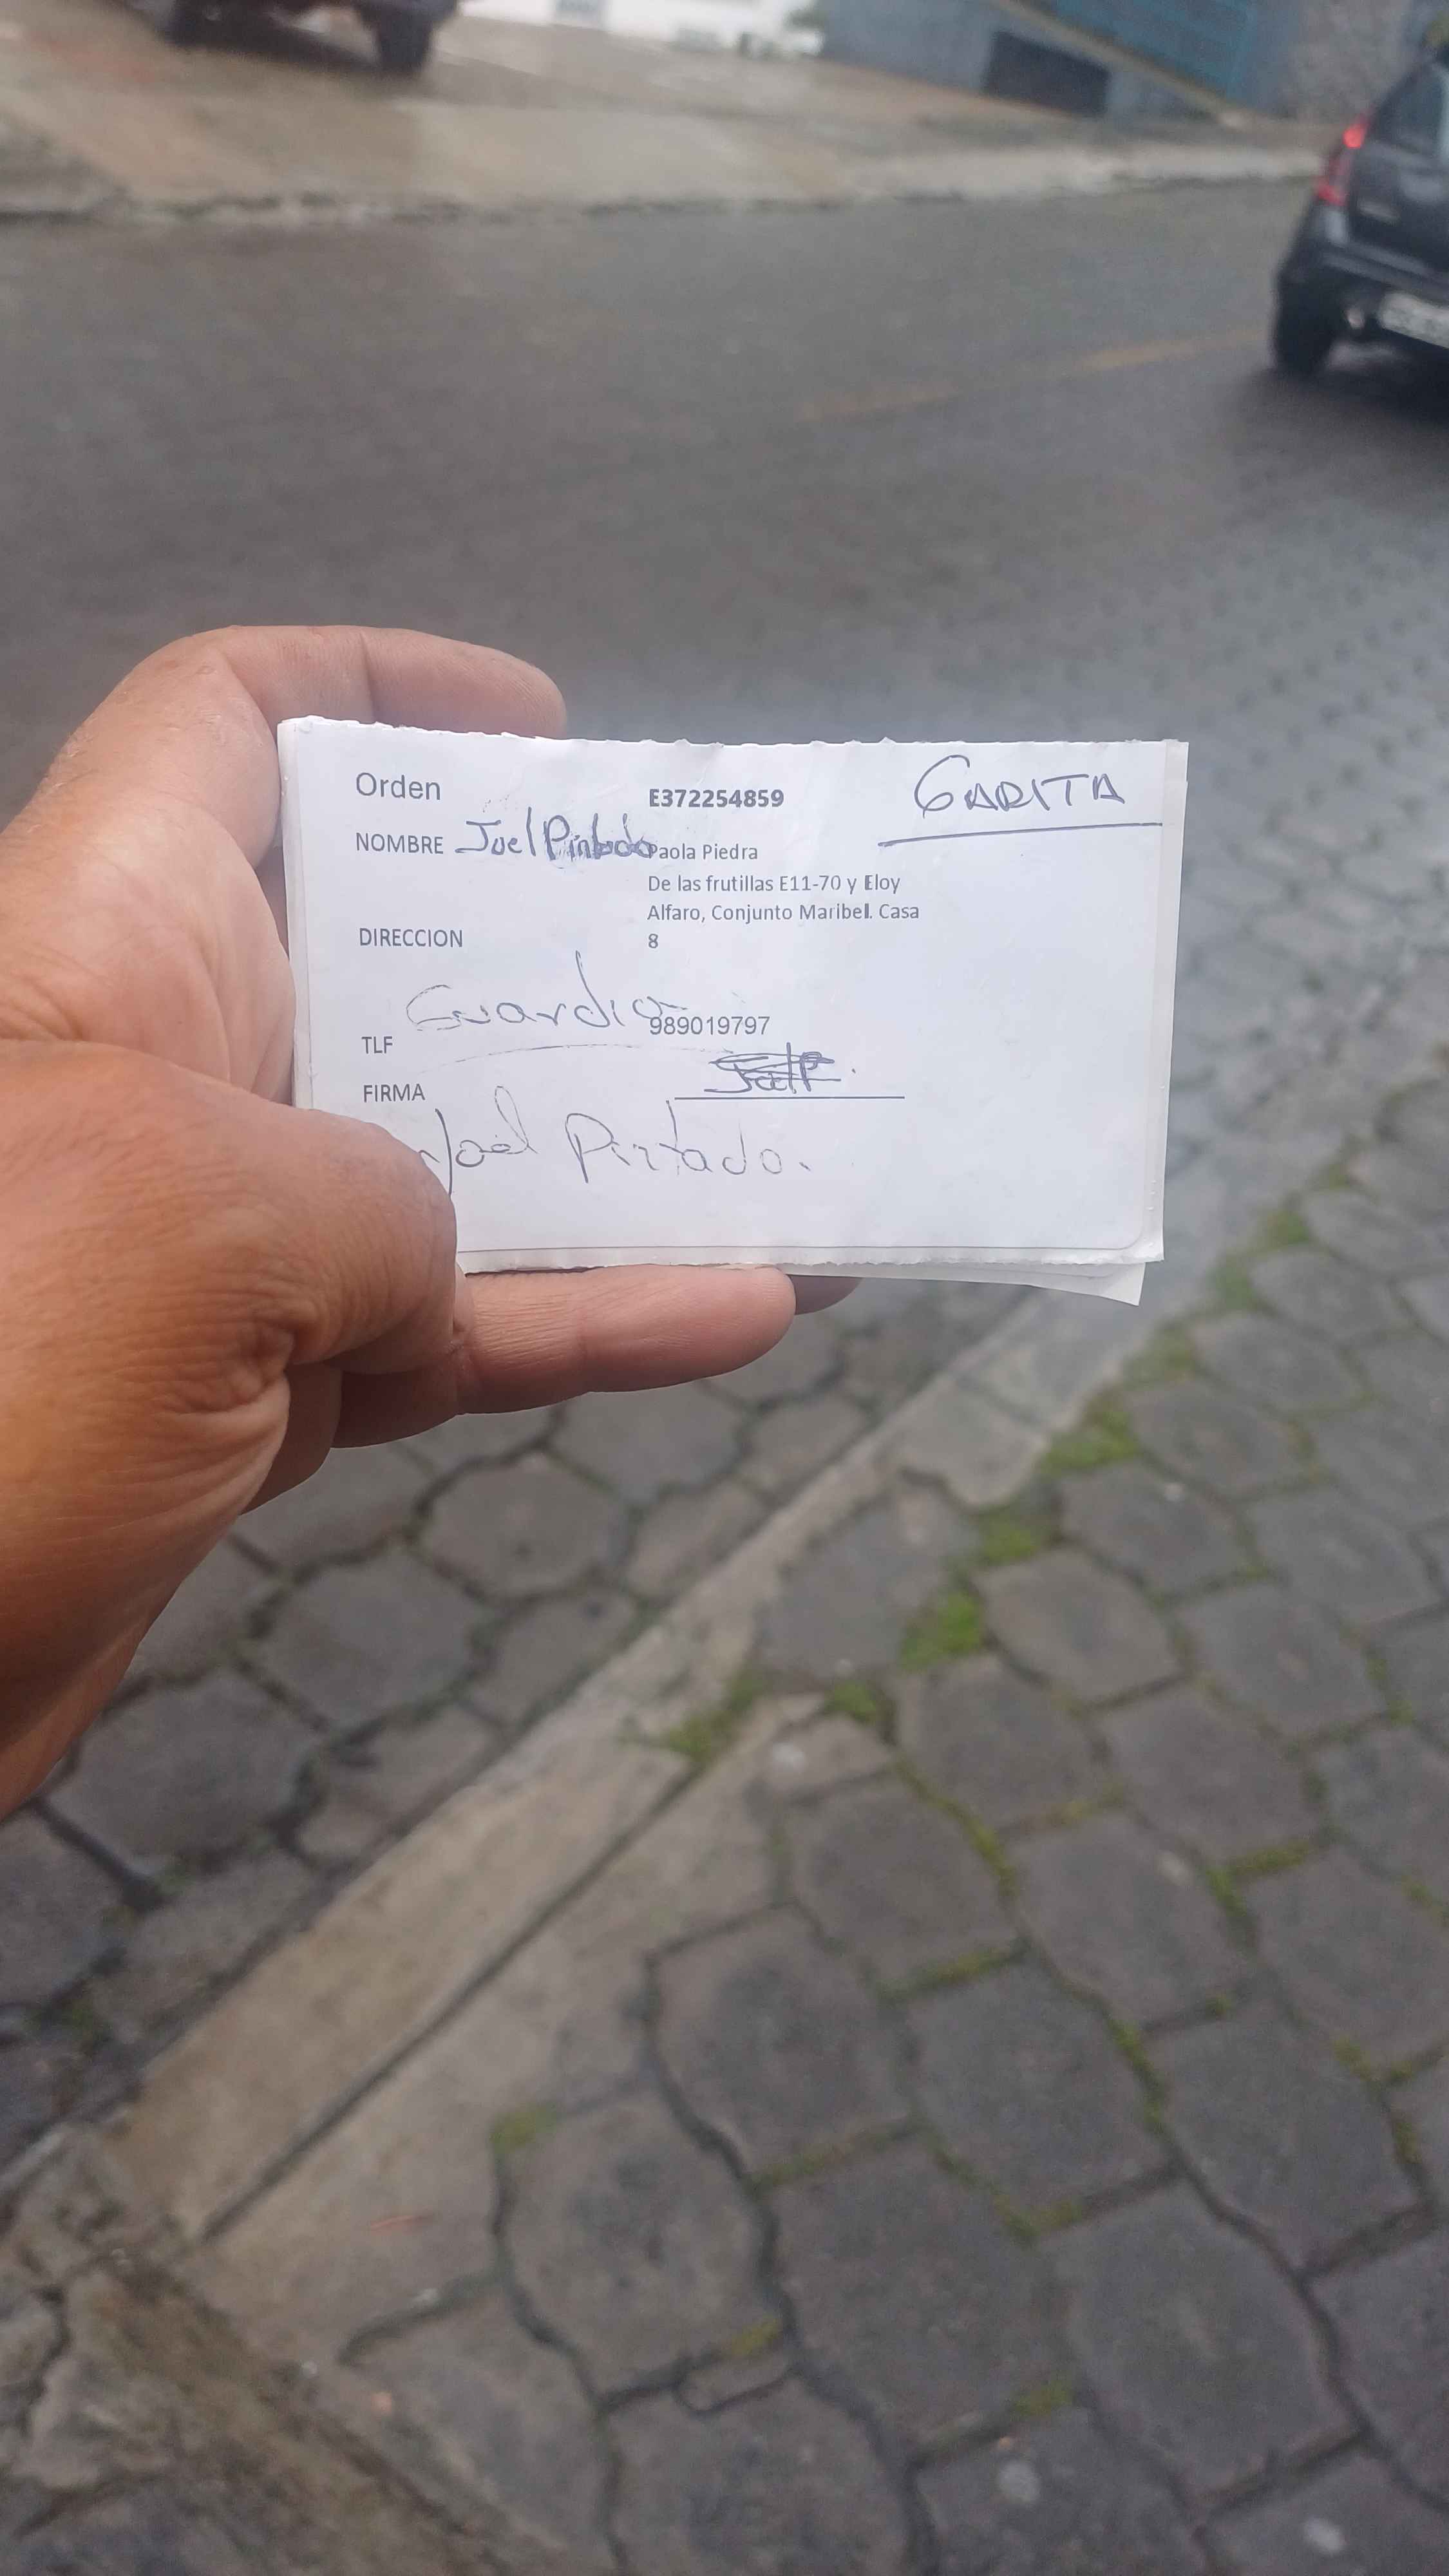 Orden E372254859 GARITA
NOMBRE Joel Pintado Paola Piedra
De las frutillas E11-70 y Eloy
Alfaro, Conjunto Maribel. Casa
DIRECCION 8
Guardia
TLF 989019797
FIRMA
Joel Pintado.